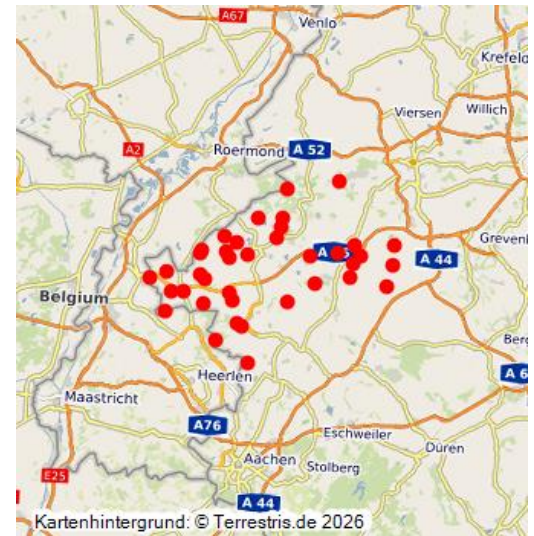 A67
Venlo
Krefeld
Viersen
Willich
A2
Roermond
A 52
Greven
A 44
Belgium
Berg
Heerlen
A 6
Maastricht
A76
Eschweiler
Düren
Aachen
Stolberg
E25
A 44
Kartenhintergrund: © Terrestris.de 2026